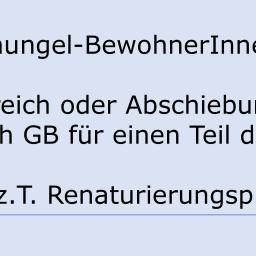 ungel-BewohnerInne
reich oder Abschiebu
h GB für einen Teil d
z.T. Renaturierungsp